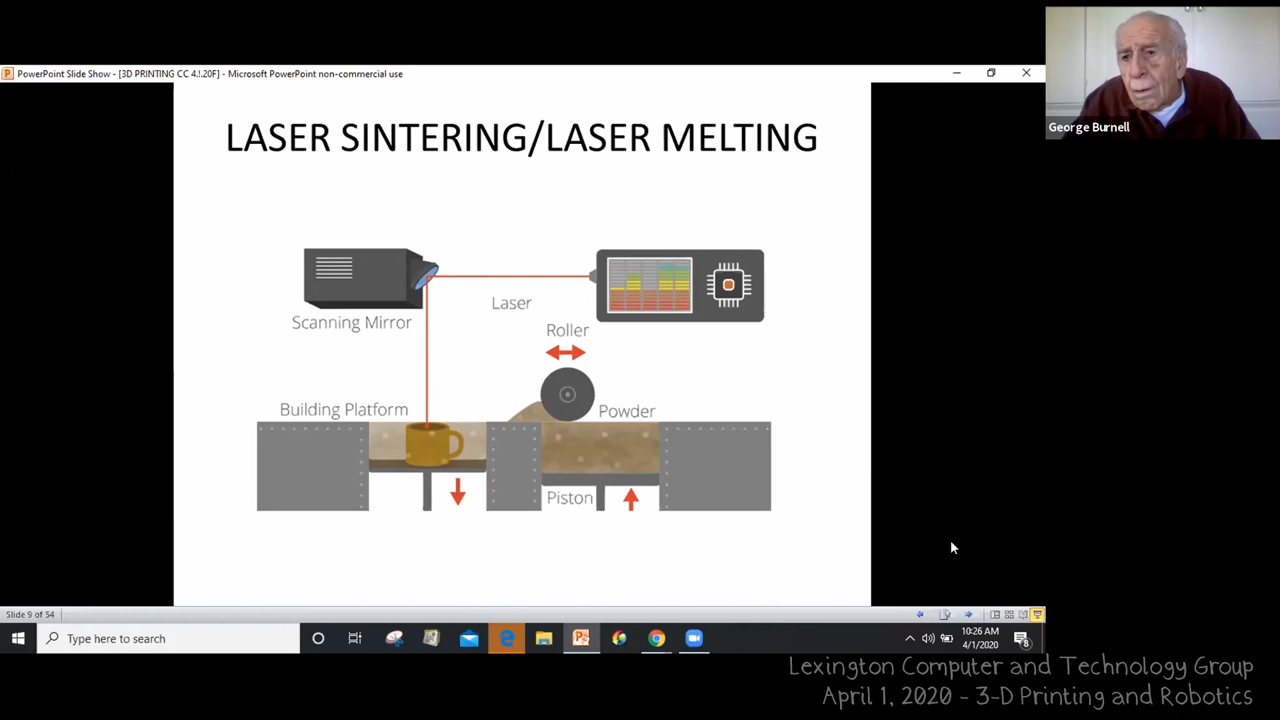 PowerPoint Slide Show - [3D PRINTING CC 4.!.20F] - Microsoft PowerPoint non-commercial use
George Burnell
LASER SINTERING/LASER MELTING
Scanning Mirror
Laser
Roller
Building Platform
Powder
Piston
Slide 9 of 54
Type here to search
10:26 AM
4/1/2020
8
Lexington Computer and Technology Group
April 1, 2020 - 3-D Printing and Robotics